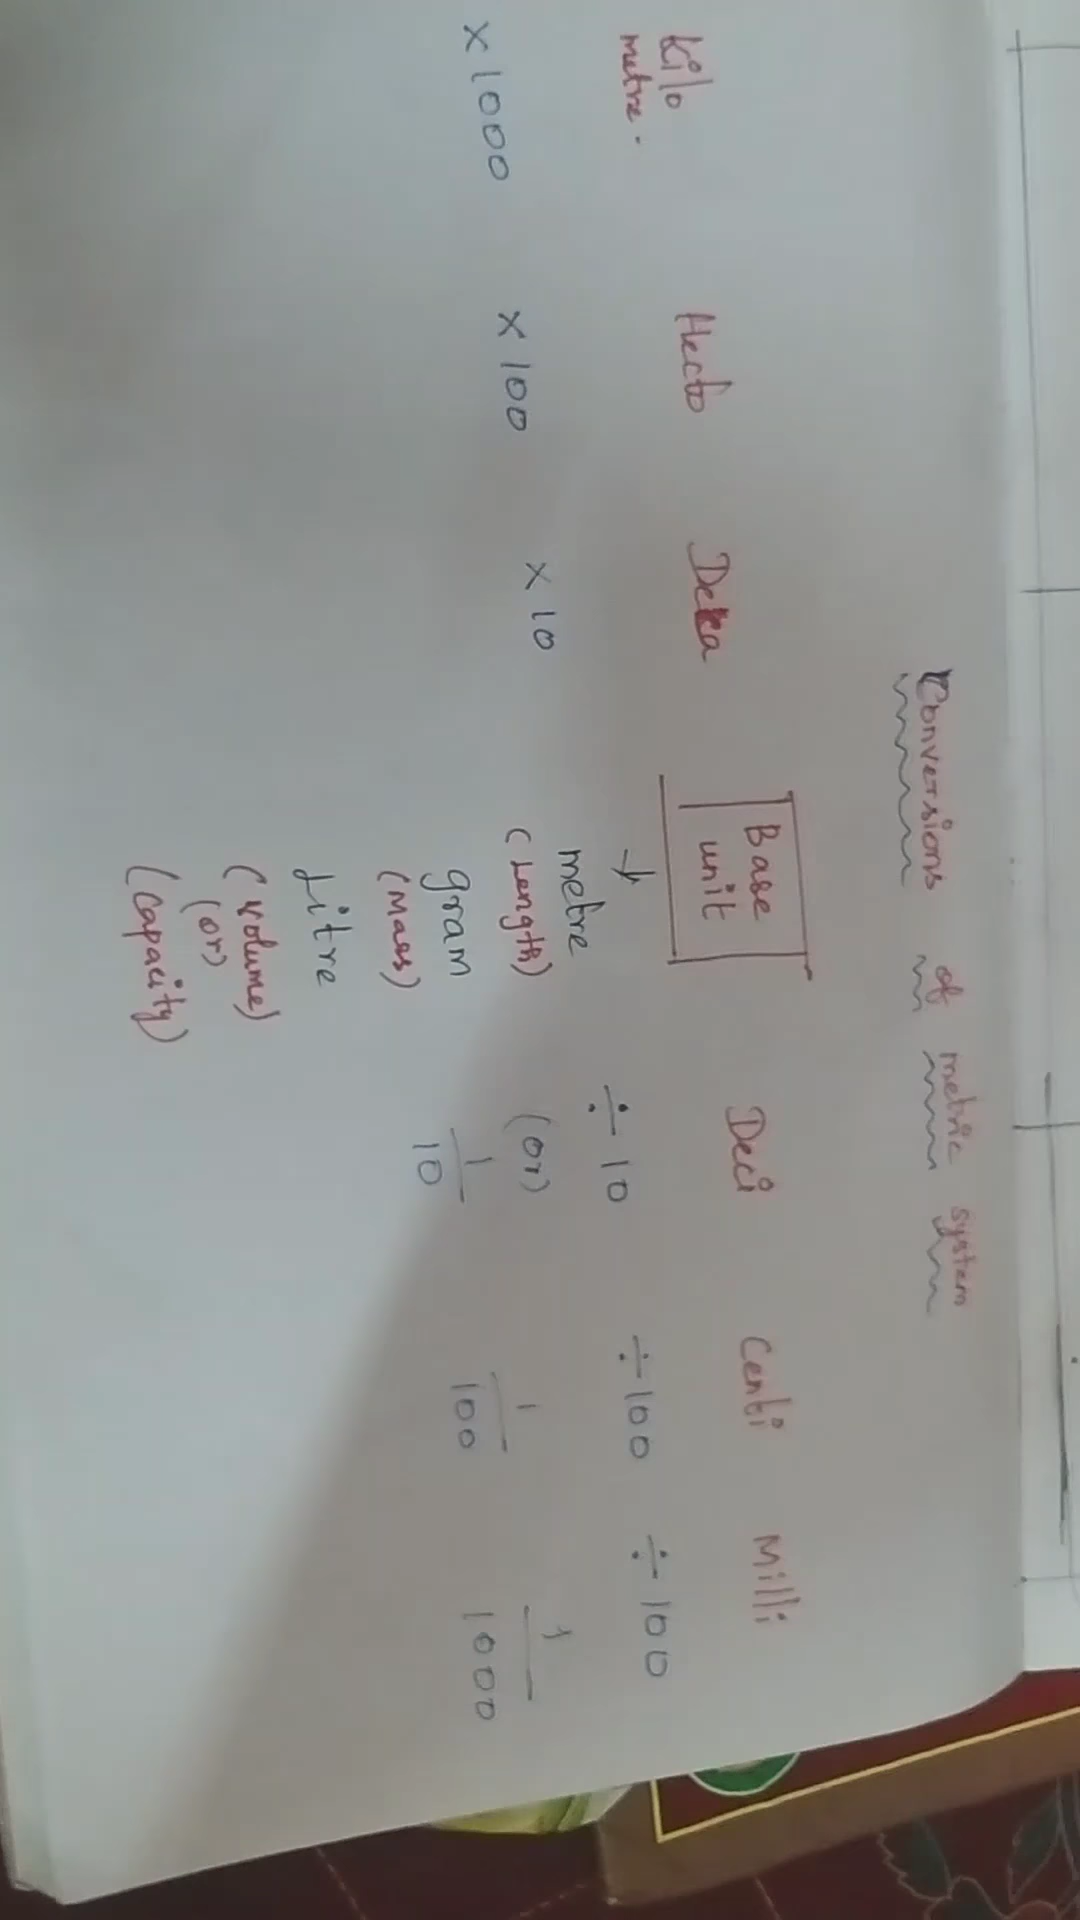 Conversions of metric system
Kilo Hecto Deka Base Deci Centi Milli
metre. unit
x 1000 x 100 x 10 metre ÷ 10 ÷ 100 ÷ 100
(Length) (or) 1/100 1/1000
gram 1/10
(Mass)
Litre
(volume)
(or)
(capacity)